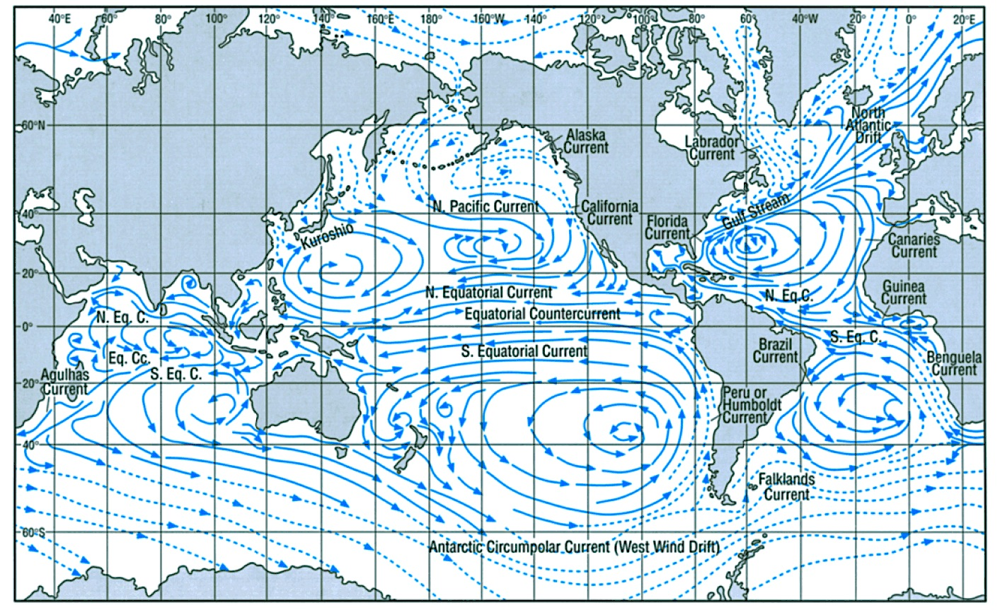 40°E 60° 80° 100° 120° 140° 160°E 180° 160°W 140° 120° 100° 80° 60° 40°W 20° 0° 20°E
60°N
40°
20°
0°
20°
40°
60°S
Alaska
Current
Labrador
Current
North
Atlantic
Drift
N. Pacific Current
California
Current
Florida
Current
Gulf Stream
Kuroshio
Canaries
Current
N. Equatorial Current
N. Eq.C.
Guinea
Current
N. Eq. C.
Equatorial Countercurrent
S. Eq. C.
Eq. Cc.
S. Equatorial Current
Brazil
Current
Benguela
Current
Agulhas
Current
S. Eq. C.
Peru or
Humboldt
Current
Falklands
Current
Antarctic Circumpolar Current (West Wind Drift)